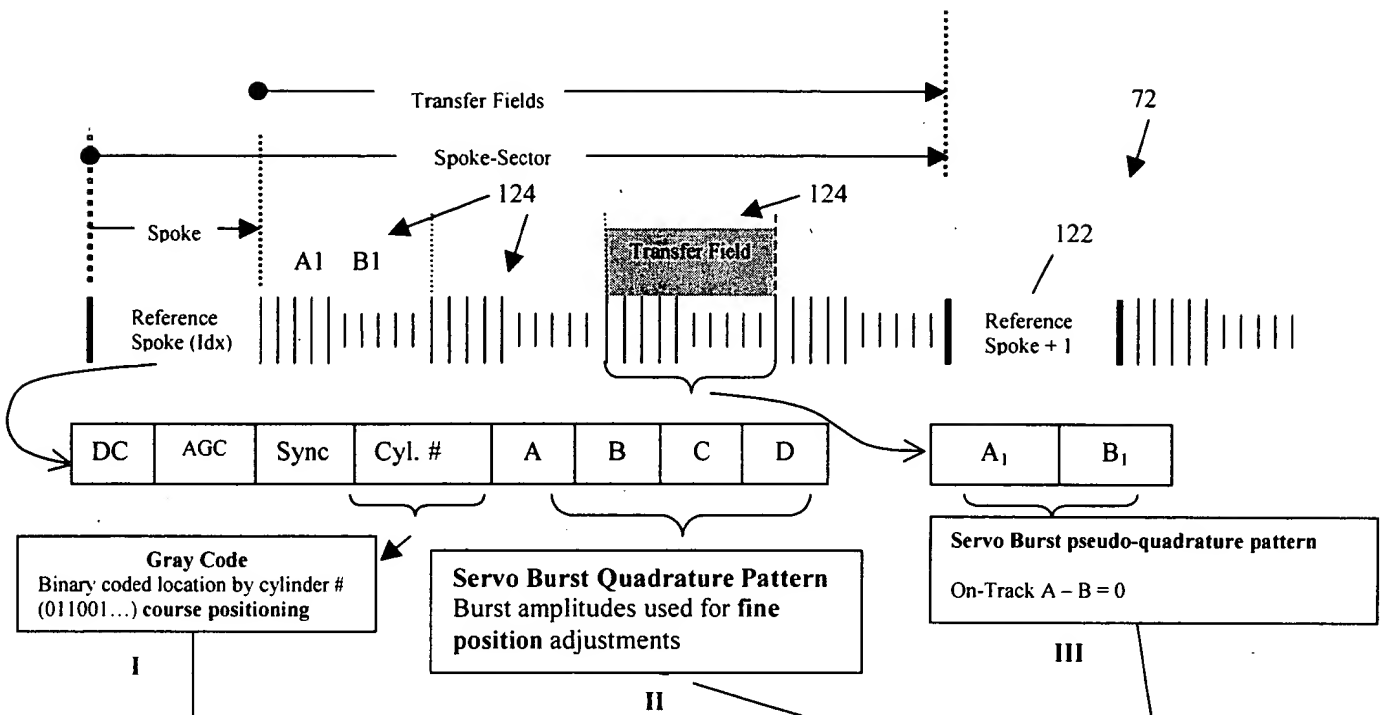 Transfer Fields
72
Spoke-Sector
124
124
Spoke
Transfer Field
122
A1 B1
Reference
Spoke (Idx)
Reference
Spoke + 1
DC AGC Sync Cyl. # A B C D
A1 B1
Gray Code
Binary coded location by cylinder #
(011001...) course positioning
Servo Burst Quadrature Pattern
Burst amplitudes used for fine
position adjustments
Servo Burst pseudo-quadrature pattern
On-Track A – B = 0
I
II
III